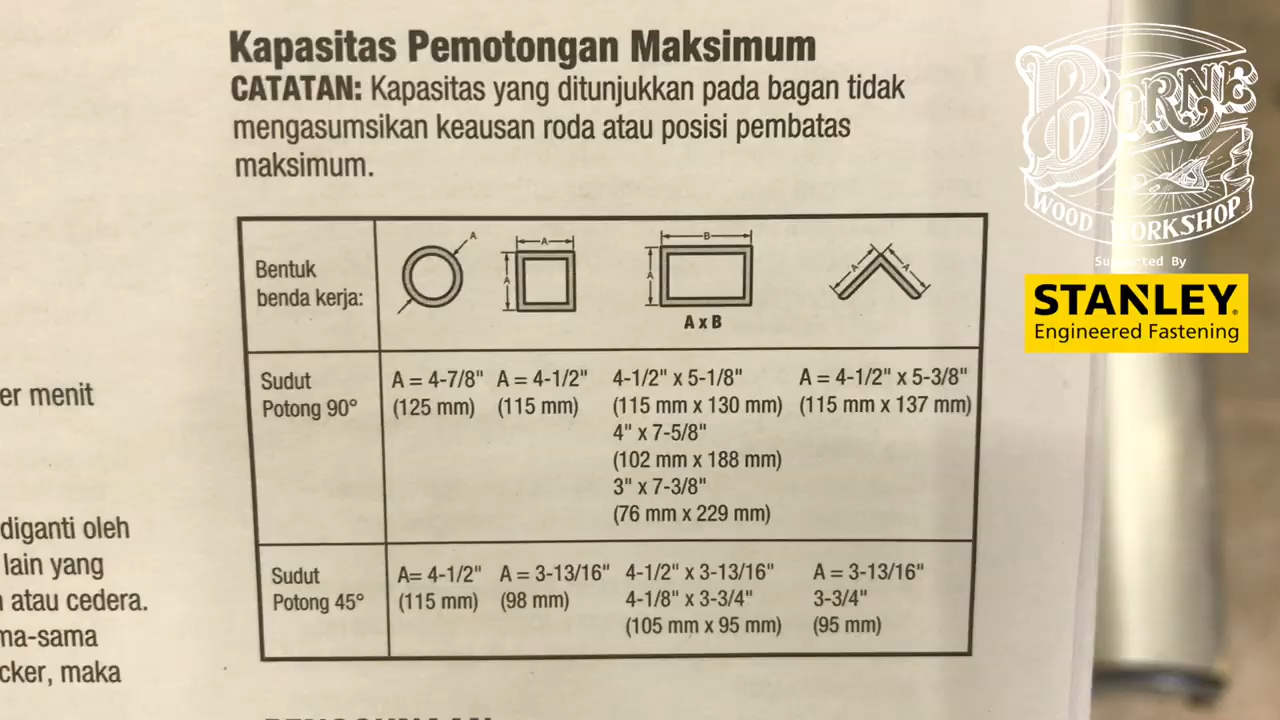 Kapasitas Pemotongan Maksimum
CATATAN: Kapasitas yang ditunjukkan pada bagan tidak
mengasumsikan keausan roda atau posisi pembatas
maksimum.
Bentuk
benda kerja:
A
A
A
B
A
A x B
A
A
Sudut
Potong 90°
A = 4-7/8"
(125 mm)
A = 4-1/2"
(115 mm)
4-1/2" x 5-1/8"
(115 mm x 130 mm)
4" x 7-5/8"
(102 mm x 188 mm)
3" x 7-3/8"
(76 mm x 229 mm)
A = 4-1/2" x 5-3/8"
(115 mm x 137 mm)
Sudut
Potong 45°
A= 4-1/2"
(115 mm)
A = 3-13/16"
(98 mm)
4-1/2" x 3-13/16"
4-1/8" x 3-3/4"
(105 mm x 95 mm)
A = 3-13/16"
3-3/4"
(95 mm)
er menit
diganti oleh
lain yang
atau cedera.
ma-sama
cker, maka
BORNE
WOOD WORKSHOP
Supported By
STANLEY
Engineered Fastening